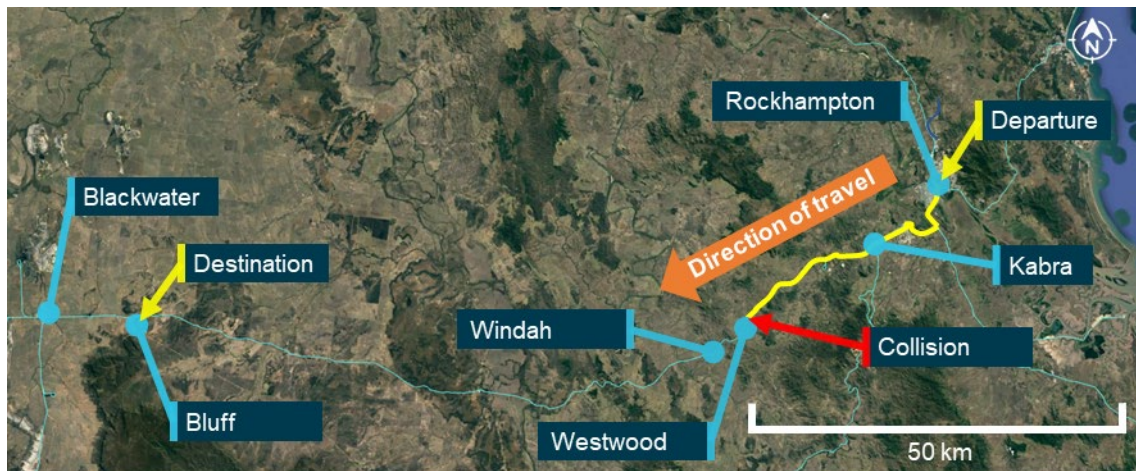 N
Rockhampton
Departure
Blackwater
Direction of travel
Destination
Kabra
Windah
Collision
Bluff
Westwood
50 km